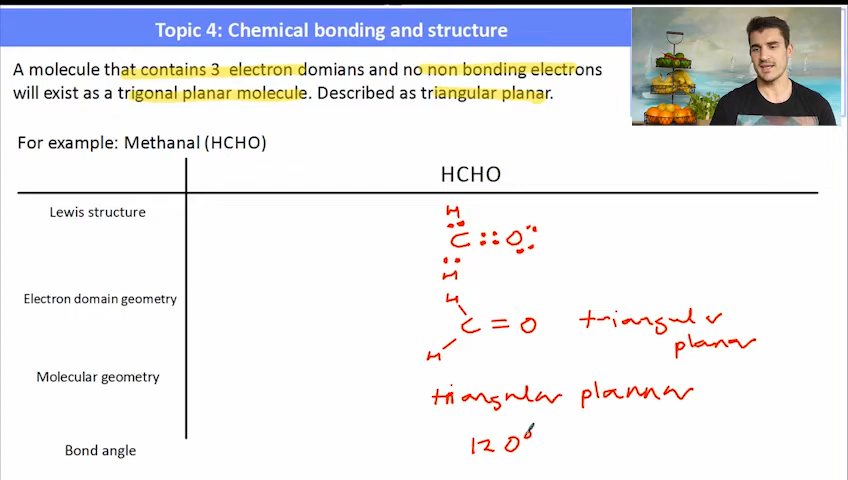 Topic 4: Chemical bonding and structure
A molecule that contains 3 electron domians and no non bonding electrons
will exist as a trigonal planar molecule. Described as triangular planar.
For example: Methanal (HCHO)
HCHO
Lewis structure
H
C :: O
H
Electron domain geometry
H
C = O triangular
planar
H
Molecular geometry
triangular plannar
Bond angle
120°